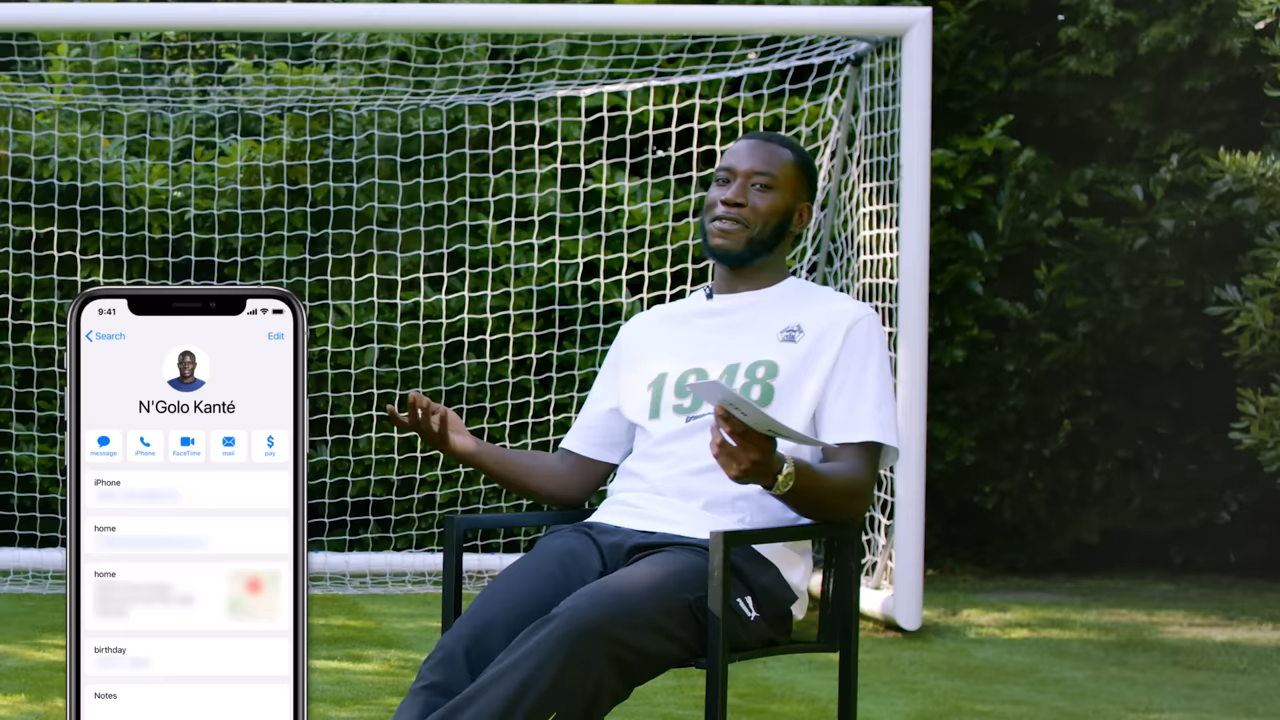 9:41
Search
Edit
N'Golo Kanté
message
iPhone
FaceTime
mail
pay
iPhone
home
home
birthday
Notes
1948